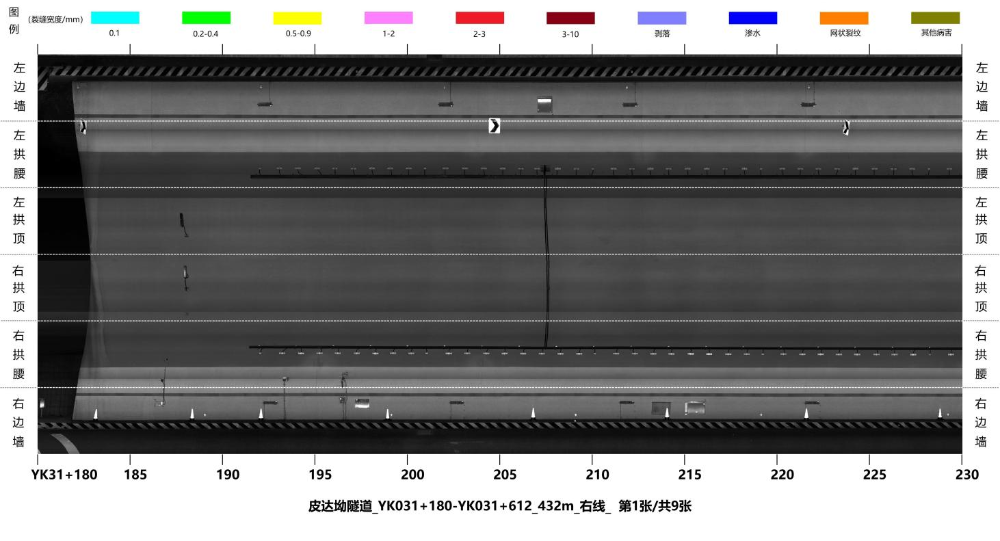 图例
(裂缝宽度/mm)
0.1
0.2-0.4
0.5-0.9
1-2
2-3
3-10
剥落
渗水
网状裂纹
其他病害
左边墙
左边墙
左拱腰
左拱腰
左拱顶
左拱顶
右拱顶
右拱顶
右拱腰
右拱腰
右边墙
右边墙
YK31+180 185 190 195 200 205 210 215 220 225 230
皮达坳隧道_YK031+180-YK031+612_432m_右线_ 第1张/共9张